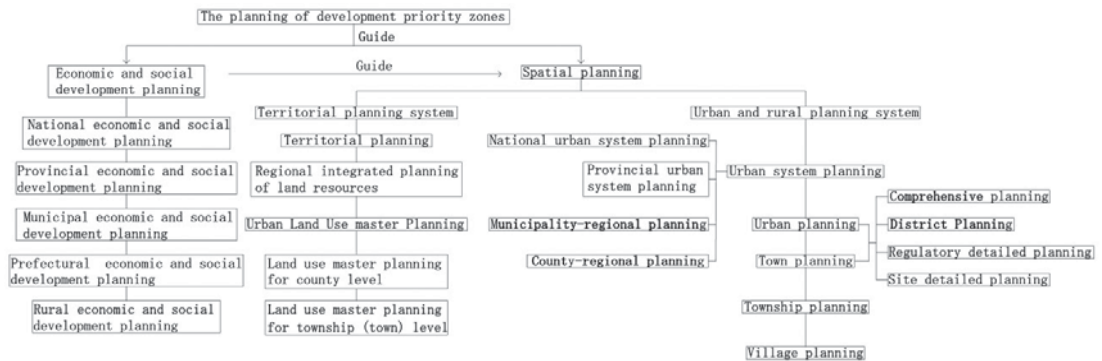 The planning of development priority zones
Guide
Economic and social
development planning
Guide
Spatial planning
National economic and social
development planning
Provincial economic and social
development planning
Municipal economic and social
development planning
Prefectural economic and social
development planning
Rural economic and social
development planning
Territorial planning system
Territorial planning
Regional integrated planning
of land resources
Urban Land Use master Planning
Land use master planning
for county level
Land use master planning
for township (town) level
Urban and rural planning system
National urban system planning
Provincial urban
system planning
Municipality-regional planning
County-regional planning
Urban system planning
Urban planning
Town planning
Township planning
Village planning
Comprehensive planning
District Planning
Regulatory detailed planning
Site detailed planning